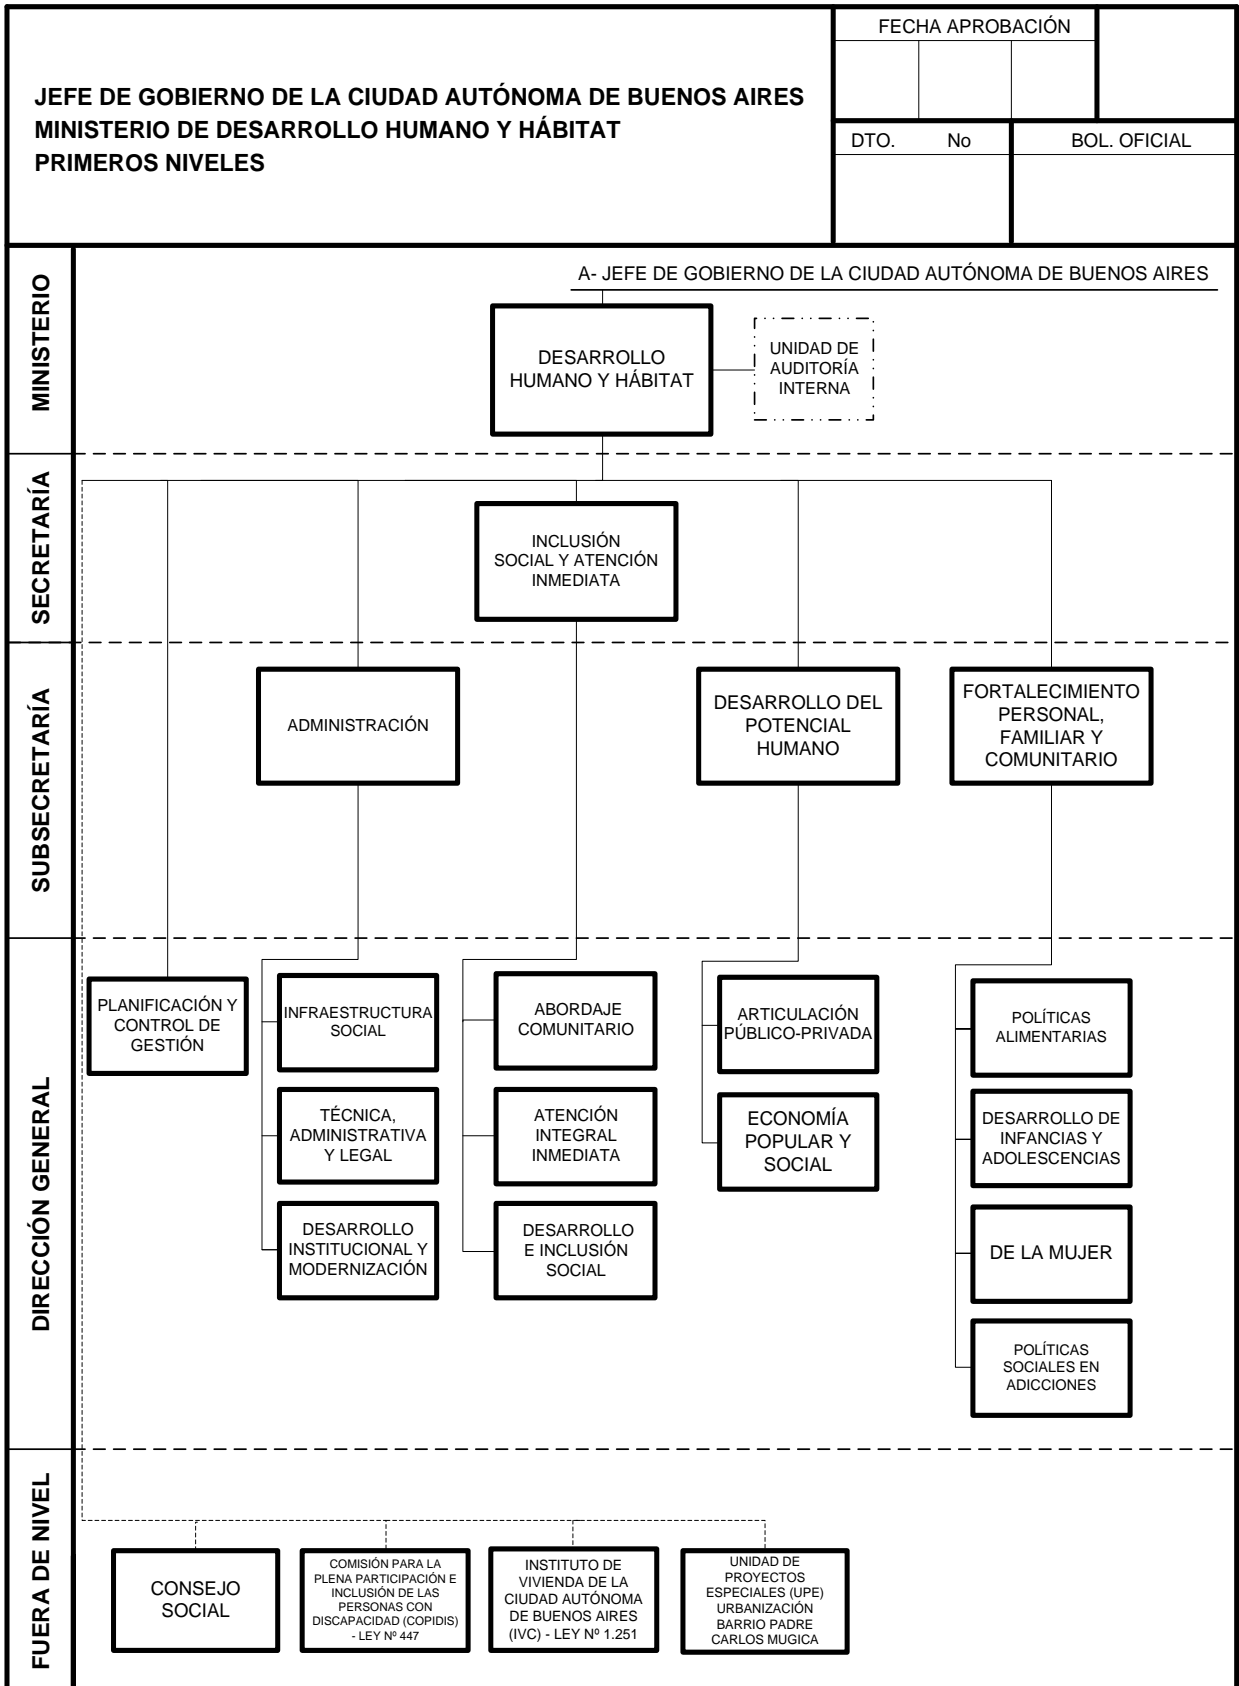 JEFE DE GOBIERNO DE LA CIUDAD AUTÓNOMA DE BUENOS AIRES
MINISTERIO DE DESARROLLO HUMANO Y HÁBITAT
PRIMEROS NIVELES
FECHA APROBACIÓN
DTO. No
BOL. OFICIAL
MINISTERIO
A- JEFE DE GOBIERNO DE LA CIUDAD AUTÓNOMA DE BUENOS AIRES
DESARROLLO
HUMANO Y HÁBITAT
UNIDAD DE
AUDITORÍA
INTERNA
SECRETARÍA
INCLUSIÓN
SOCIAL Y ATENCIÓN
INMEDIATA
SUBSECRETARÍA
ADMINISTRACIÓN
DESARROLLO DEL
POTENCIAL
HUMANO
FORTALECIMIENTO
PERSONAL,
FAMILIAR Y
COMUNITARIO
DIRECCIÓN GENERAL
PLANIFICACIÓN Y
CONTROL DE
GESTIÓN
INFRAESTRUCTURA
SOCIAL
TÉCNICA,
ADMINISTRATIVA
Y LEGAL
DESARROLLO
INSTITUCIONAL Y
MODERNIZACIÓN
ABORDAJE
COMUNITARIO
ATENCIÓN
INTEGRAL
INMEDIATA
DESARROLLO
E INCLUSIÓN
SOCIAL
ARTICULACIÓN
PÚBLICO-PRIVADA
ECONOMÍA
POPULAR Y
SOCIAL
POLÍTICAS
ALIMENTARIAS
DESARROLLO DE
INFANCIAS Y
ADOLESCENCIAS
DE LA MUJER
POLÍTICAS
SOCIALES EN
ADICCIONES
FUERA DE NIVEL
CONSEJO
SOCIAL
COMISIÓN PARA LA
PLENA PARTICIPACIÓN E
INCLUSIÓN DE LAS
PERSONAS CON
DISCAPACIDAD (COPIDIS)
- LEY Nº 447
INSTITUTO DE
VIVIENDA DE LA
CIUDAD AUTÓNOMA
DE BUENOS AIRES
(IVC) - LEY Nº 1.251
UNIDAD DE
PROYECTOS
ESPECIALES (UPE)
URBANIZACIÓN
BARRIO PADRE
CARLOS MUGICA